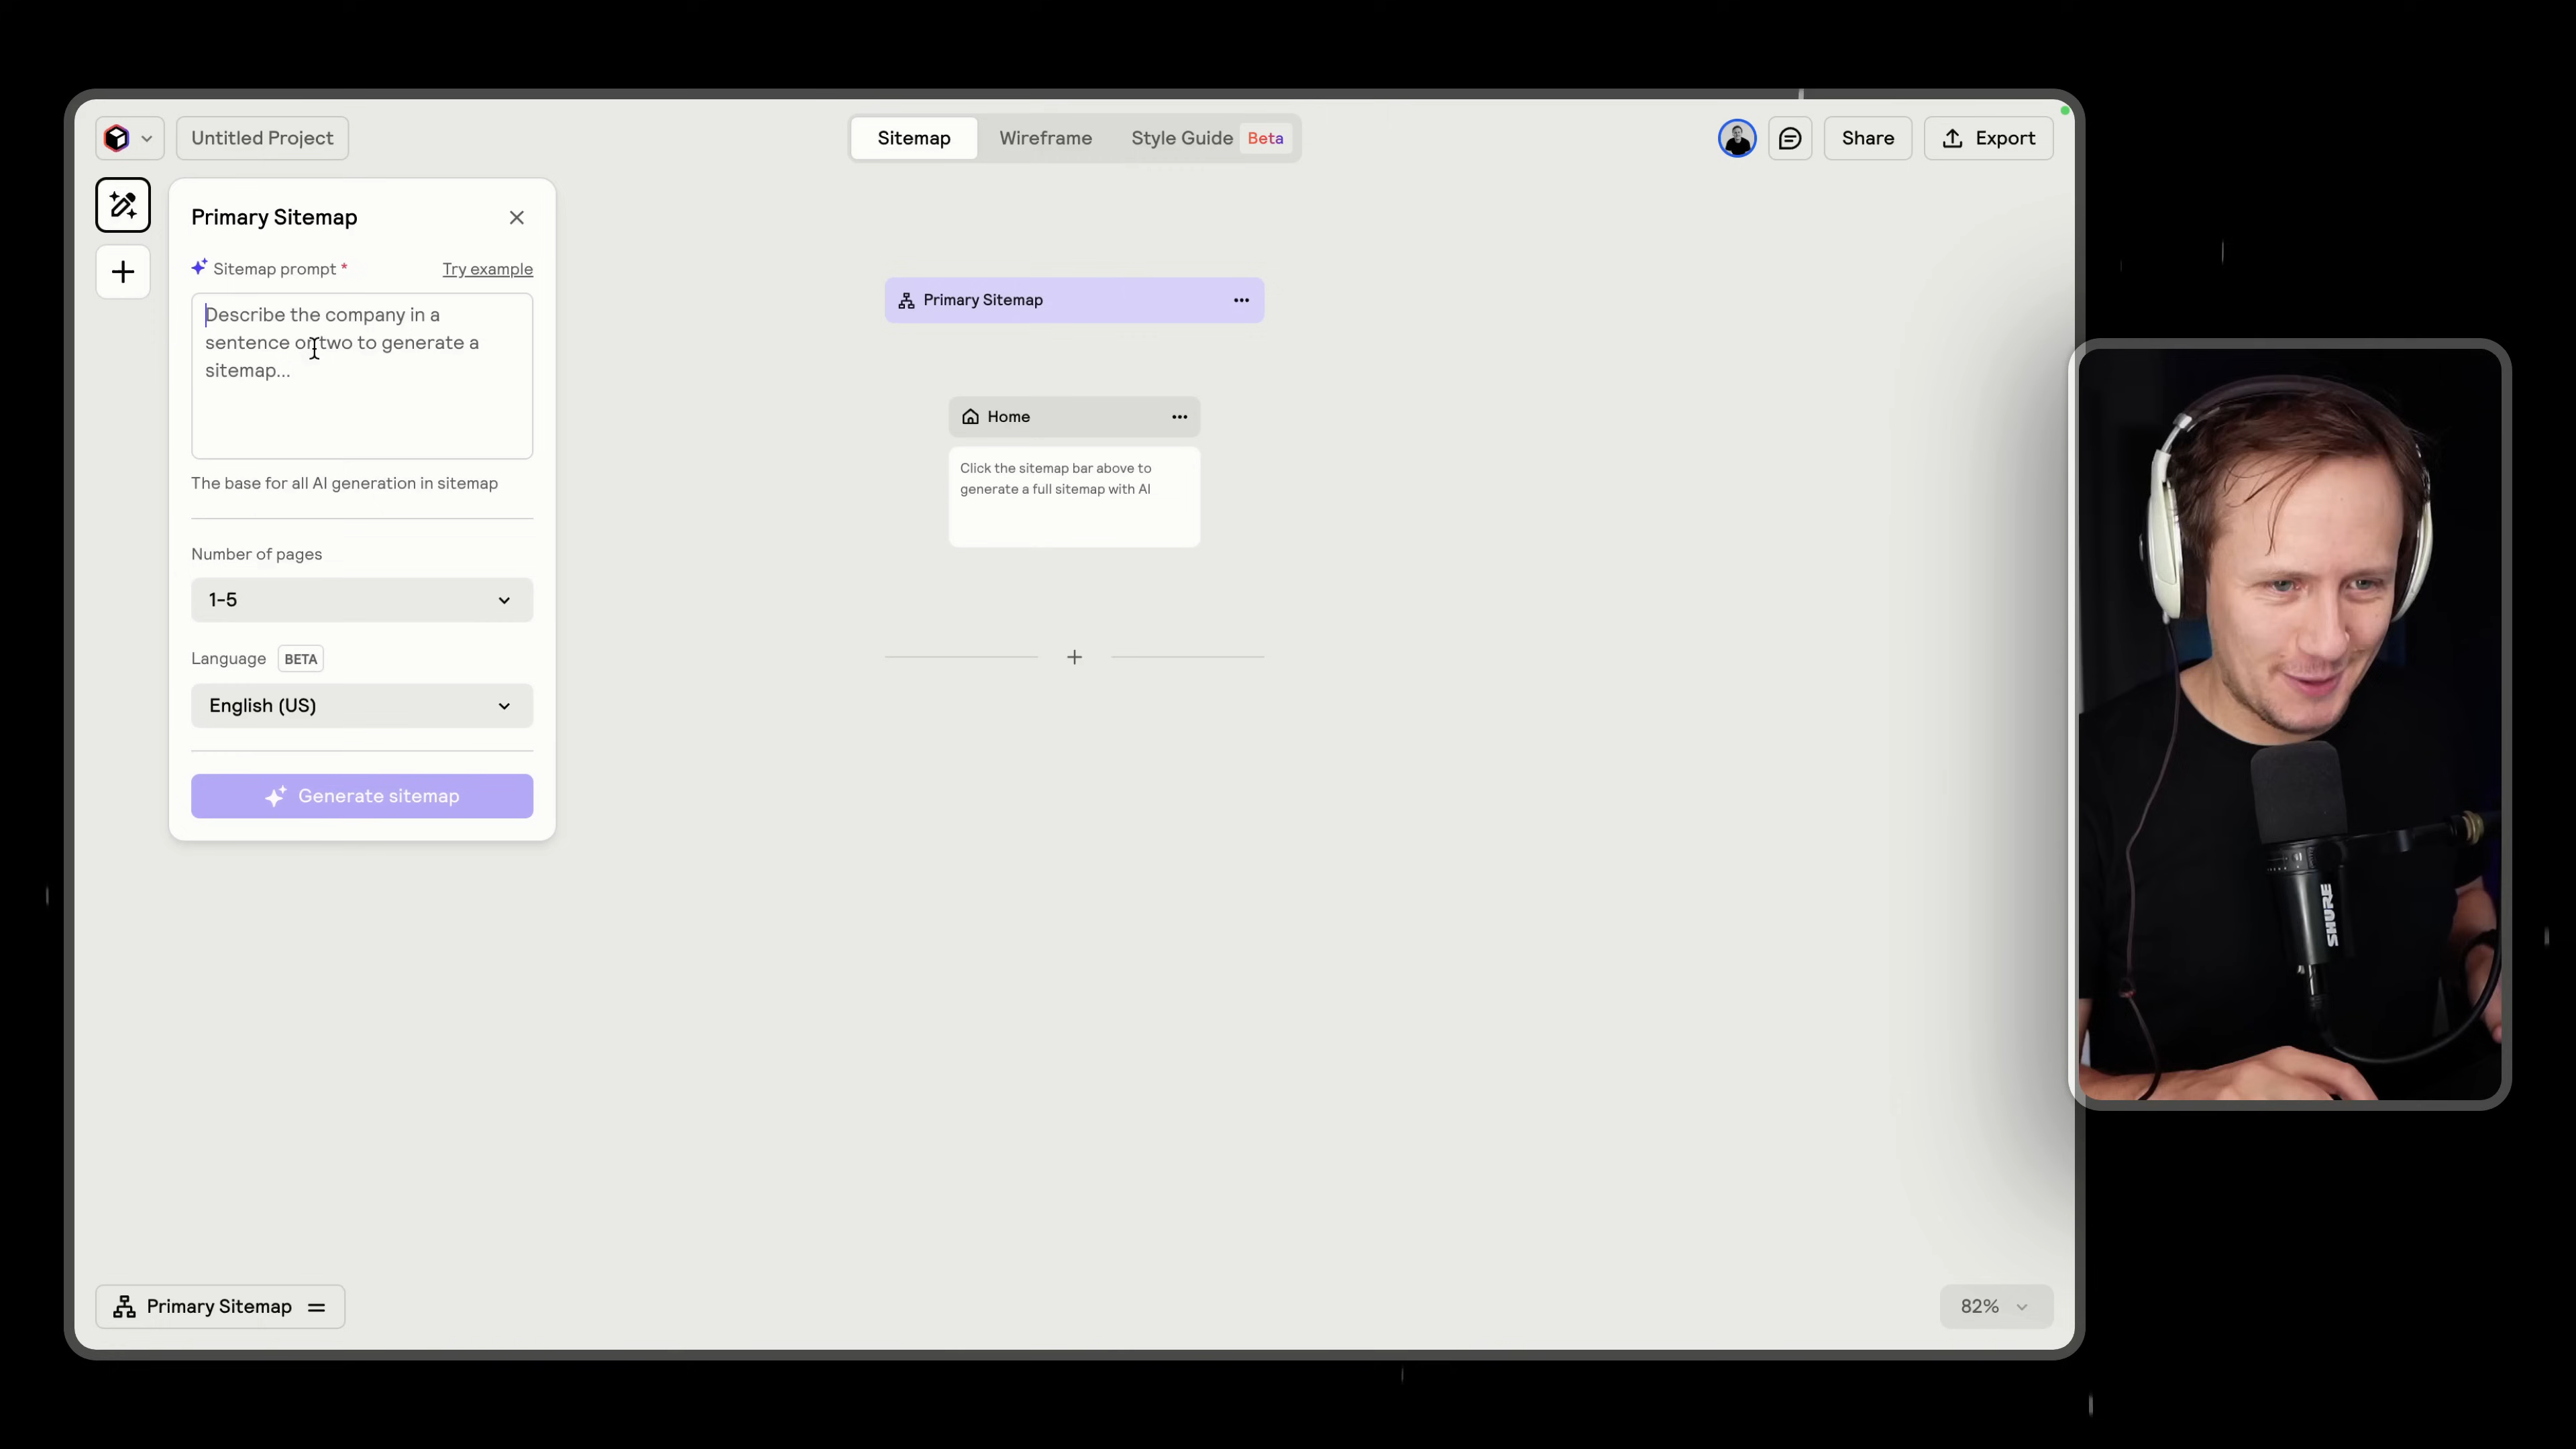 Untitled Project
Sitemap
Wireframe
Style Guide Beta
Share
Export
Primary Sitemap
Sitemap prompt *
Try example
Describe the company in a
sentence or two to generate a
sitemap...
The base for all AI generation in sitemap
Number of pages
1-5
Language BETA
English (US)
Generate sitemap
Primary Sitemap
Home
Click the sitemap bar above to
generate a full sitemap with AI
SHURE
Primary Sitemap
82%